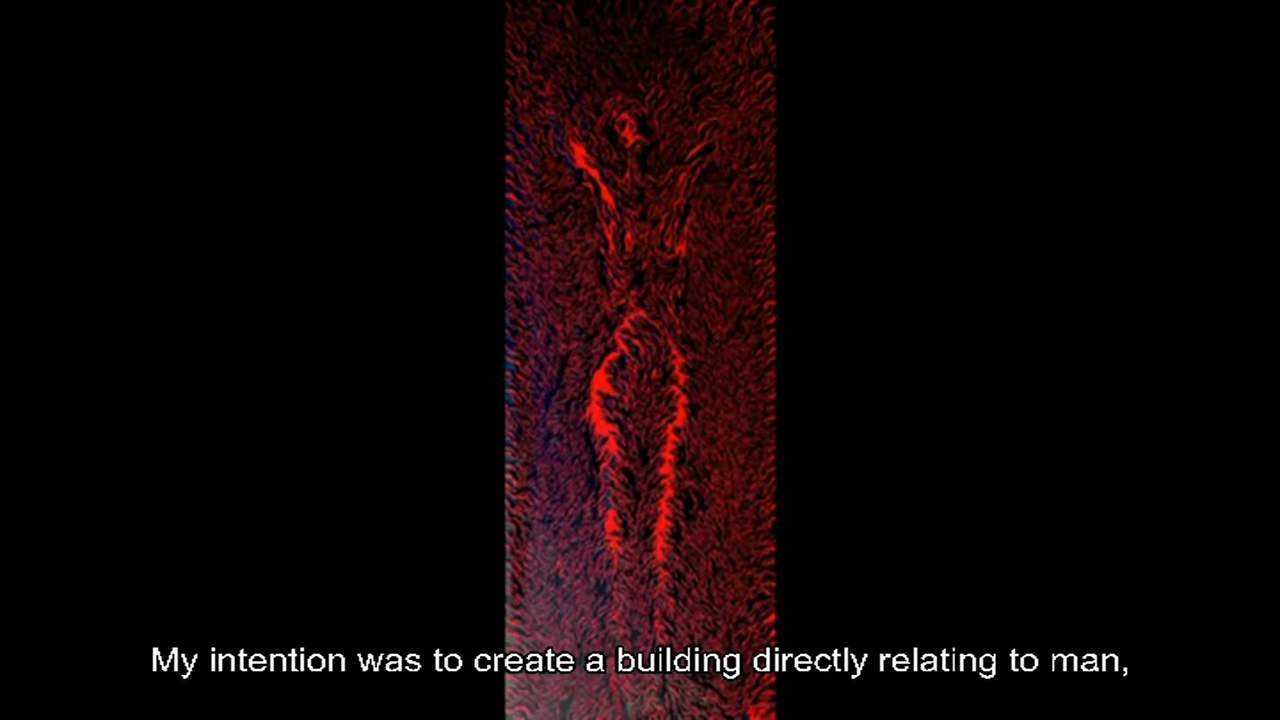 My intention was to create a building directly relating to man,